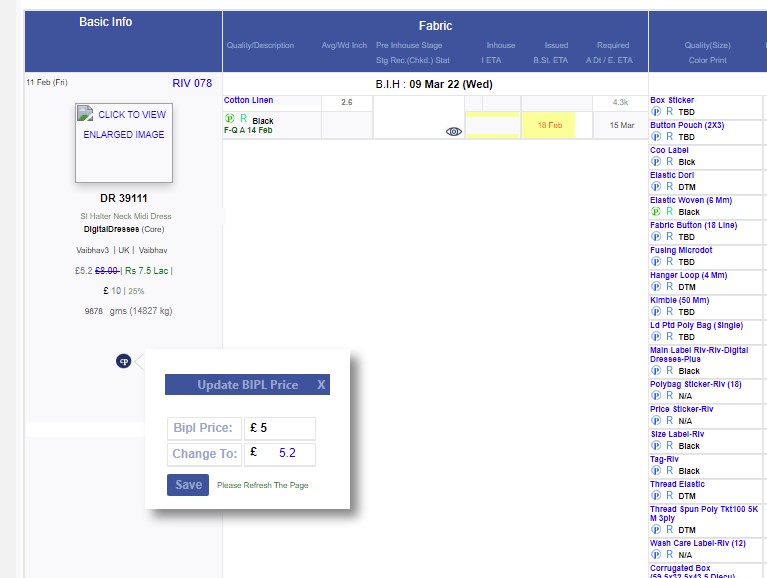 Basic Info
Fabric
Quality/Description Avg/Wd Inch Pre Inhouse Stage Inhouse Issued Required Quality(Size)
Stg Rec.(Chkd.) Stat I ETA B.St. ETA A Dt / E. ETA Color Print
11 Feb (Fri) RIV 078
B.I.H : 09 Mar 22 (Wed)
Cotton Linen 2.6 4.3k
P R Black 18 Feb 15 Mar
F-Q A 14 Feb
CLICK TO VIEW
ENLARGED IMAGE
DR 39111
SI Halter Neck Midi Dress
DigitalDresses (Core)
Vaibhav3 | UK | Vaibhav
£5.2 £8.00 | Rs 7.5 Lac |
£ 10 | 25%
9878 gms (14827 kg)
cp
Update BIPL Price X
Bipl Price: £ 5
Change To: £ 5.2
Save Please Refresh The Page
Box Sticker
P R TBD
Button Pouch (2X3)
P R TBD
Coo Label
P R Blck
Elastic Dori
P R DTM
Elastic Woven (6 Mm)
P R Black
Fabric Button (18 Line)
P R TBD
Fusing Microdot
P R TBD
Hanger Loop (4 Mm)
P R DTM
Kimble (50 Mm)
P R TBD
Ld Ptd Poly Bag (Single)
P R TBD
Main Label Riv-Riv-Digital
Dresses-Plus
P R Black
Polybag Sticker-Riv (18)
P R N/A
Price Sticker-Riv
P R N/A
Size Label-Riv
P R Black
Tag-Riv
P R Black
Thread Elastic
P R DTM
Thread Spun Poly Tkt100 5K
M 3ply
P R DTM
Wash Care Label-Riv (12)
P R N/A
Corrugated Box